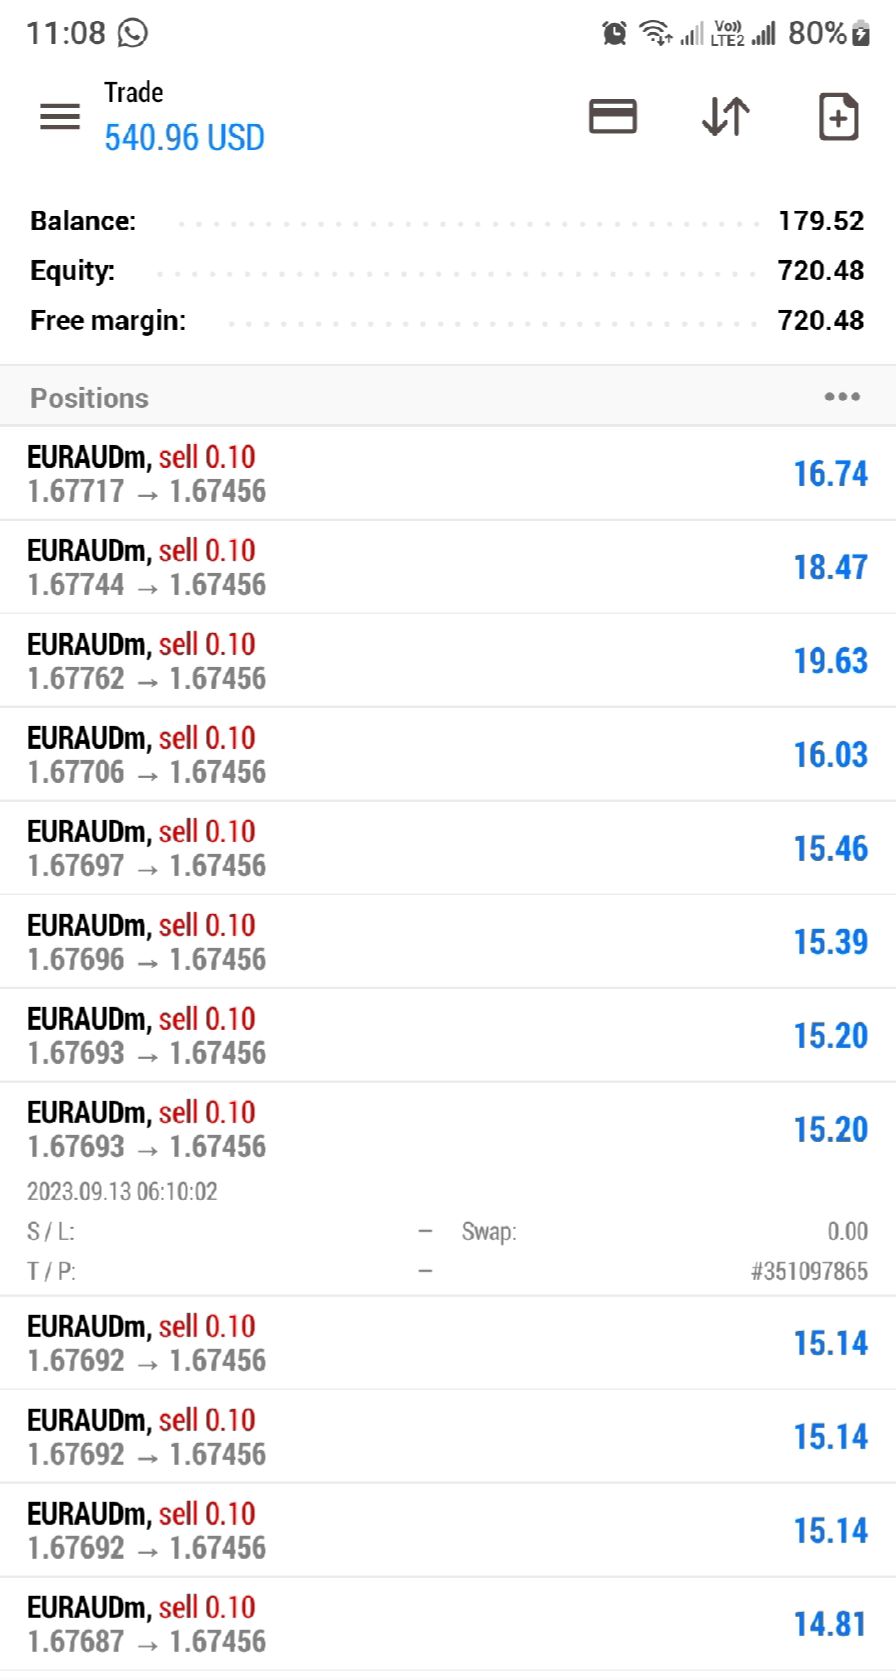 11:08 Vo)) LTE2 80%
Trade
540.96 USD
Balance: 179.52
Equity: 720.48
Free margin: 720.48
Positions
EURAUDm, sell 0.10
1.67717 → 1.67456 16.74
EURAUDm, sell 0.10
1.67744 → 1.67456 18.47
EURAUDm, sell 0.10
1.67762 → 1.67456 19.63
EURAUDm, sell 0.10
1.67706 → 1.67456 16.03
EURAUDm, sell 0.10
1.67697 → 1.67456 15.46
EURAUDm, sell 0.10
1.67696 → 1.67456 15.39
EURAUDm, sell 0.10
1.67693 → 1.67456 15.20
EURAUDm, sell 0.10
1.67693 → 1.67456 15.20
2023.09.13 06:10:02
S / L: – Swap: 0.00
T / P: – #351097865
EURAUDm, sell 0.10
1.67692 → 1.67456 15.14
EURAUDm, sell 0.10
1.67692 → 1.67456 15.14
EURAUDm, sell 0.10
1.67692 → 1.67456 15.14
EURAUDm, sell 0.10
1.67687 → 1.67456 14.81